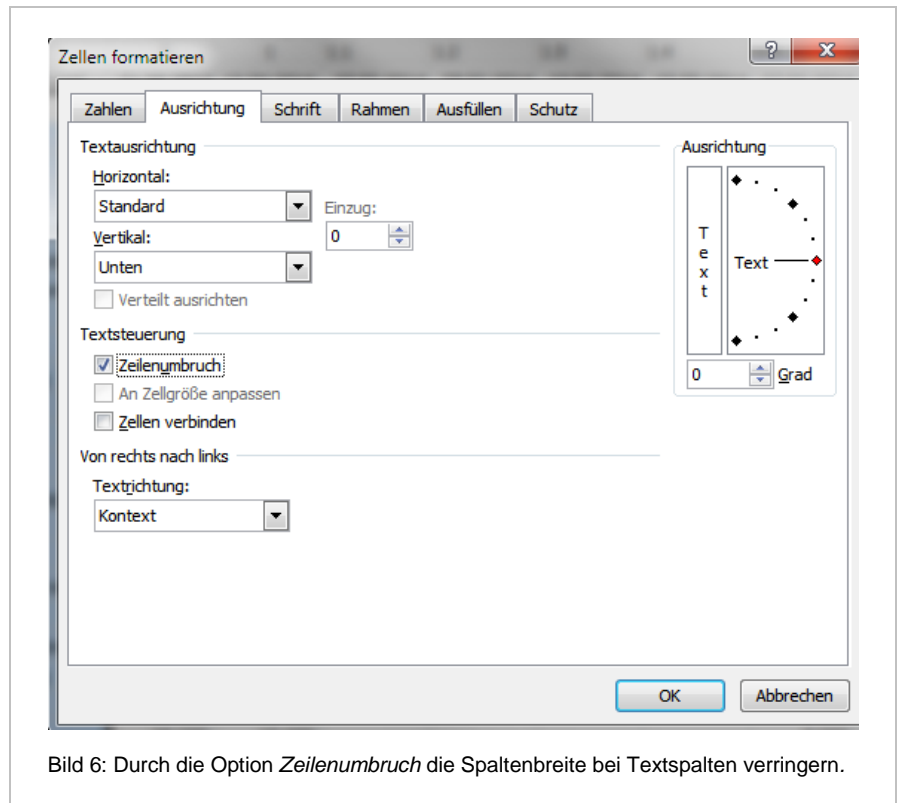 Zellen formatieren
Zahlen Ausrichtung Schrift Rahmen Ausfüllen Schutz
Textausrichtung
Horizontal:
Standard
Einzug:
0
Vertikal:
Unten
Verteilt ausrichten
Textsteuerung
Zeilenumbruch
An Zellgröße anpassen
Zellen verbinden
Von rechts nach links
Textrichtung:
Kontext
Ausrichtung
Text
Text
0 Grad
OK Abbrechen
Bild 6: Durch die Option Zeilenumbruch die Spaltenbreite bei Textspalten verringern.